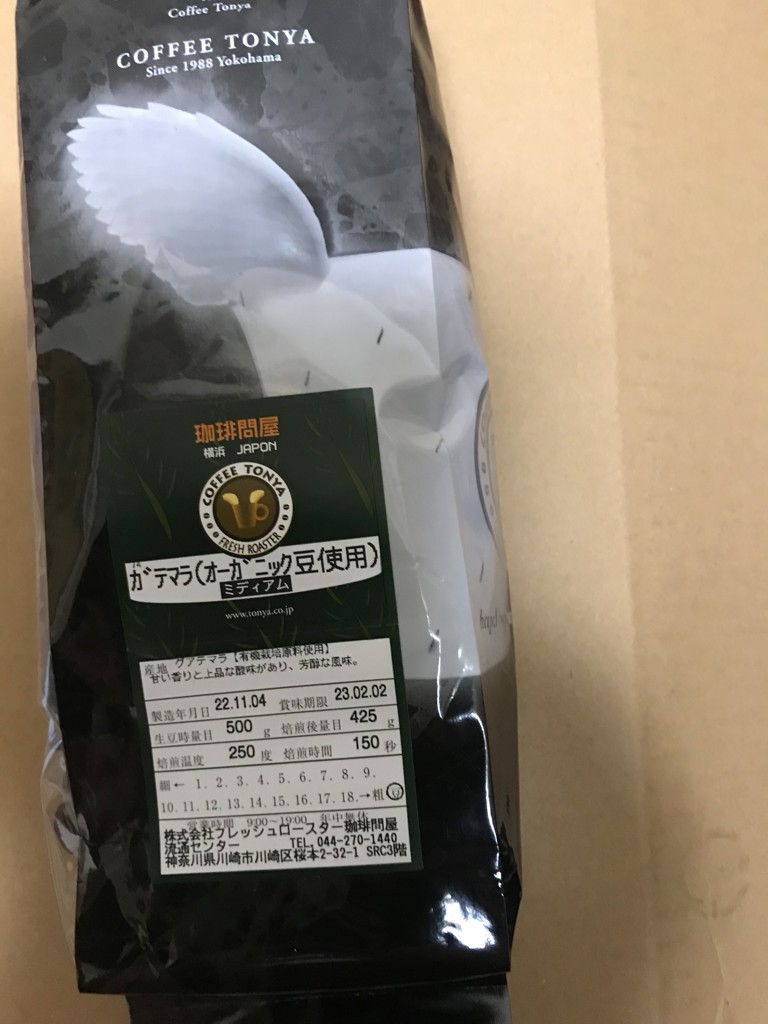 Coffee Tonya
COFFEE TONYA
Since 1988 Yokohama
珈琲問屋
横浜 JAPON
COFFEE TONYA
FRESH ROASTER
ガテマラ(オーガニック豆使用)
ミディアム
www.tonya.co.jp
産地 グアテマラ【有機栽培原料使用】
甘い香りと上品な酸味があり、芳醇な風味。
製造年月日 22.11.04 賞味期限 23.02.02
生豆時量目 500 g 焙煎後量目 425 g
焙煎温度 250 度 焙煎時間 150 秒
細← 1. 2. 3. 4. 5. 6. 7. 8. 9.
10. 11. 12. 13. 14. 15. 16. 17. 18. →粗 豆
営業時間 9:00~19:00 年中無休
株式会社フレッシュロースター珈琲問屋
流通センター TEL. 044-270-1440
神奈川県川崎市川崎区桜本2-32-1 SRC3階